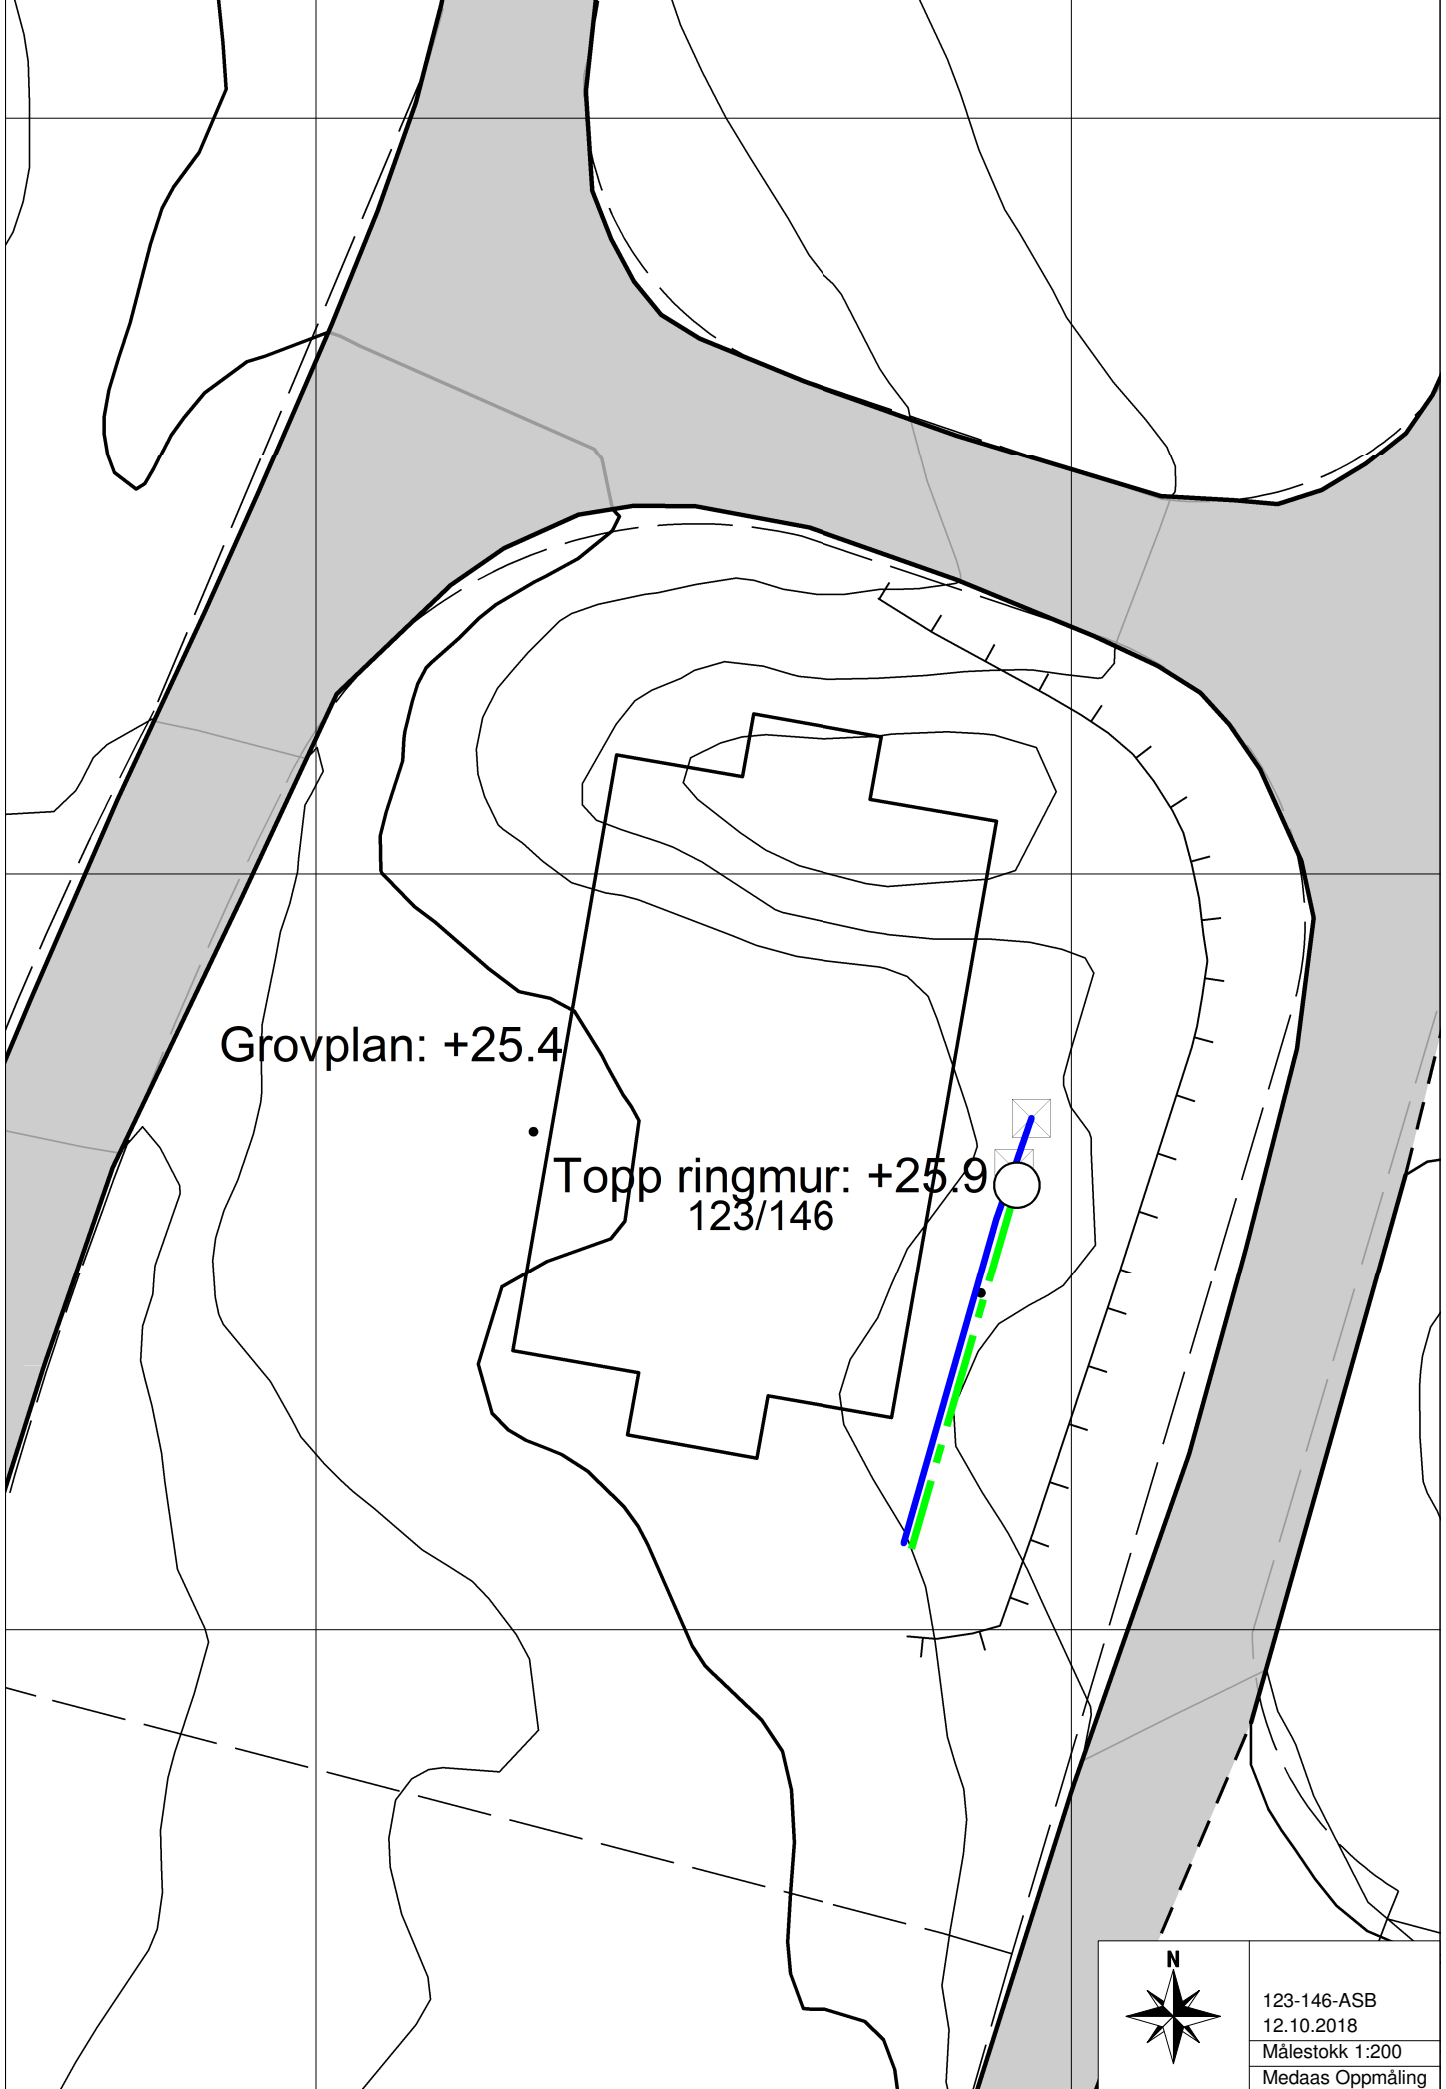 Grovplan: +25.4
Topp ringmur: +25.9
123/146
N
123-146-ASB
12.10.2018
Målestokk 1:200
Medaas Oppmåling